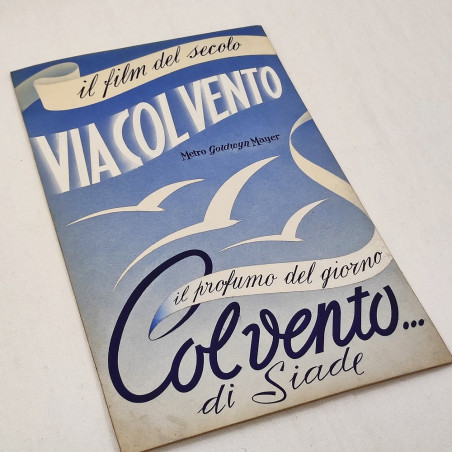 il film del secolo
VIA COL VENTO
Metro Goldwyn Mayer
il profumo del giorno
Col vento...
di Siade